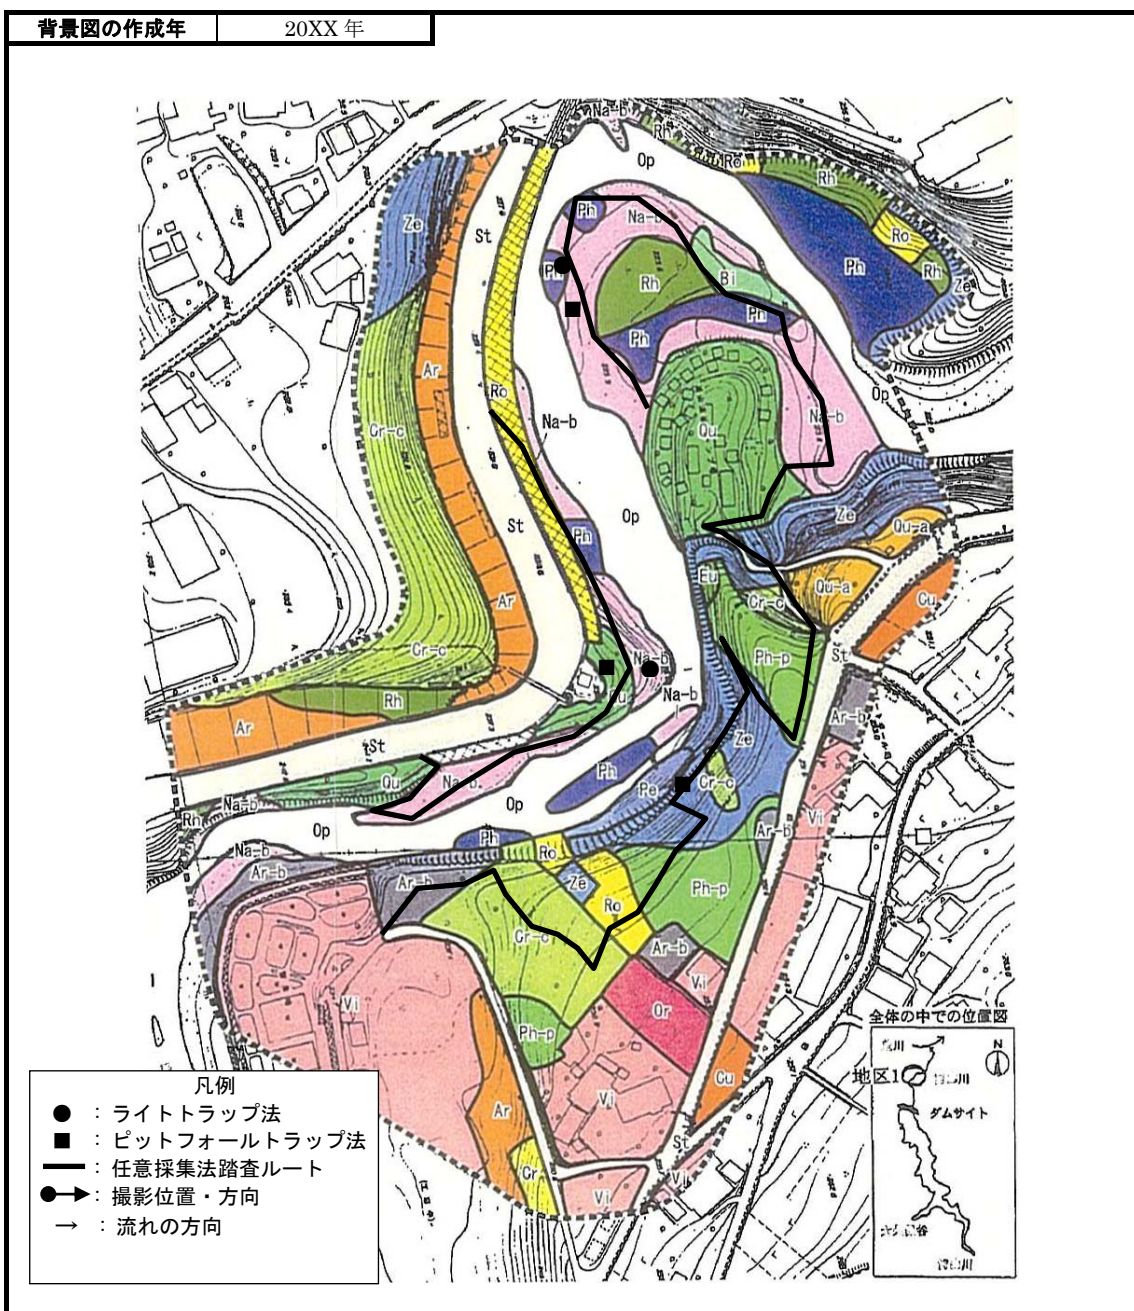 背景図の作成年 20XX 年
Na-b
Rh
Op
Ro
Rh
Ze
St
Ph
Na-b
Ro
Ph
Ph
Rh
Bi
Rh
Ze
Ph
Ph
Ar
Ro
Na-b
Op
Na-b
Cr-c
Qu
St
Op
Ze
Qu-a
Eu
Cr-c
Qu-a
Cu
Ph
Ar
Cr-c
Na-b
Ph-p
St
Na-b
Rh
Ar-b
Ar
St
Ze
Ph
Qu
Na-b
Pe
Cr-c
Na-b
Op
Vi
Rh
Op
Ph
Ar-b
Na-b
Ro
Ar-b
Ar-b
Ze
Ph-p
Ro
Cr-c
Ar-b
Vi
Vi
Or
Ph-p
Cu
Vi
Ar
St
Gr
Vi
Vi
全体の中での位置図
N
地区1
ダムサイト
凡例
● : ライトトラップ法
■ : ピットフォールトラップ法
━━ : 任意採集法踏査ルート
●→ : 撮影位置・方向
→ : 流れの方向